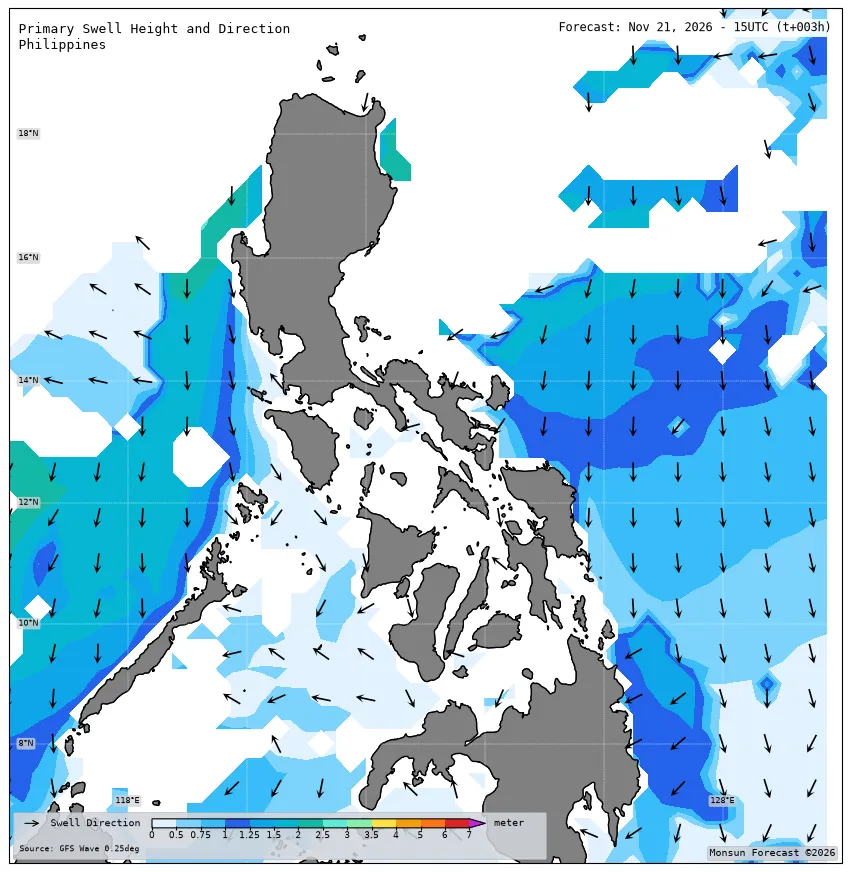 Primary Swell Height and Direction
Philippines
Forecast: Nov 21, 2026 - 15UTC (t+003h)
18°N
16°N
14°N
12°N
10°N
8°N
118°E
128°E
Swell Direction
0 0.5 0.75 1 1.25 1.5 2 2.5 3 3.5 4 5 6 7
meter
Source: GFS Wave 0.25deg
Monsun Forecast ©2026